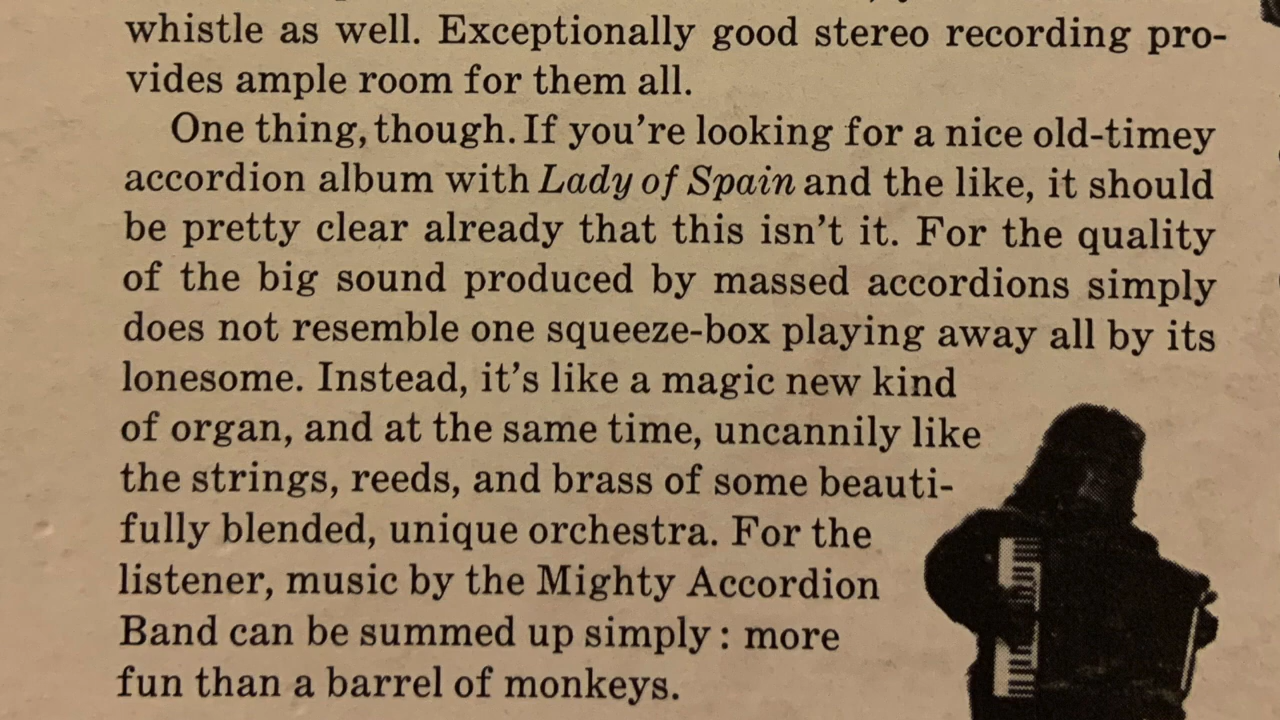 whistle as well. Exceptionally good stereo recording pro-
vides ample room for them all.
One thing, though. If you're looking for a nice old-timey
accordion album with Lady of Spain and the like, it should
be pretty clear already that this isn't it. For the quality
of the big sound produced by massed accordions simply
does not resemble one squeeze-box playing away all by its
lonesome. Instead, it's like a magic new kind
of organ, and at the same time, uncannily like
the strings, reeds, and brass of some beauti-
fully blended, unique orchestra. For the
listener, music by the Mighty Accordion
Band can be summed up simply: more
fun than a barrel of monkeys.